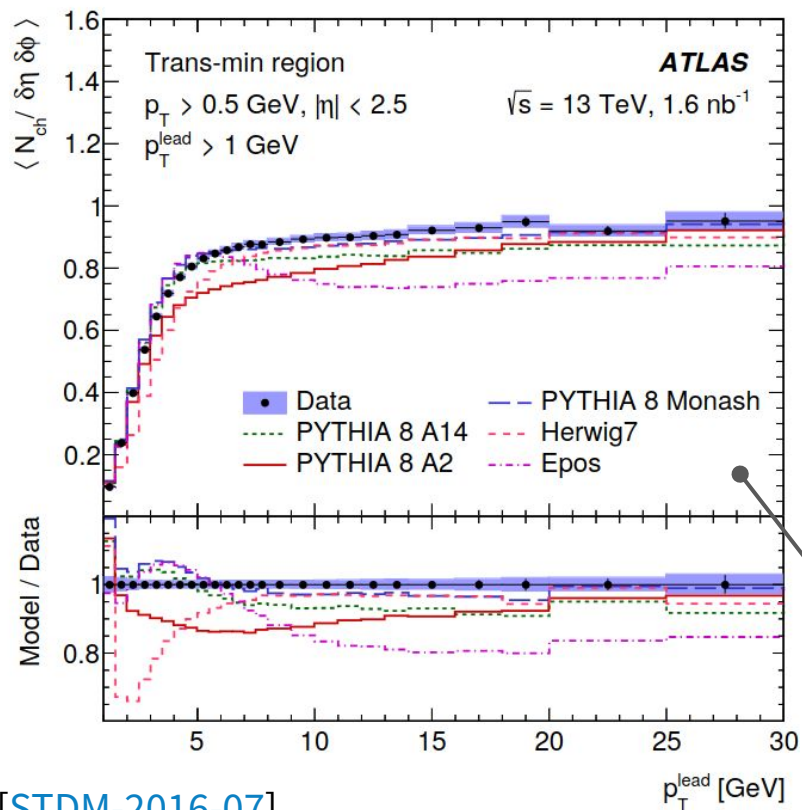 ⟨ N_ch / δη δφ ⟩
1.6
1.4
1.2
1
0.8
0.6
0.4
0.2
Trans-min region
ATLAS
p_T > 0.5 GeV, |η| < 2.5
√s = 13 TeV, 1.6 nb^-1
p_T^lead > 1 GeV
Data
PYTHIA 8 A14
PYTHIA 8 A2
PYTHIA 8 Monash
Herwig7
Epos
Model / Data
1
0.8
5 10 15 20 25 30
p_T^lead [GeV]
[STDM-2016-07]